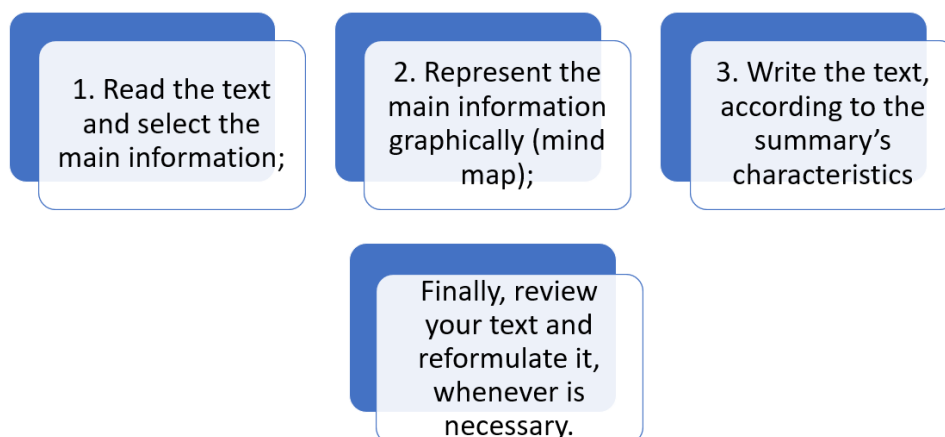 1. Read the text
and select the
main information;
2. Represent the
main information
graphically (mind
map);
3. Write the text,
according to the
summary’s
characteristics
Finally, review
your text and
reformulate it,
whenever is
necessary.